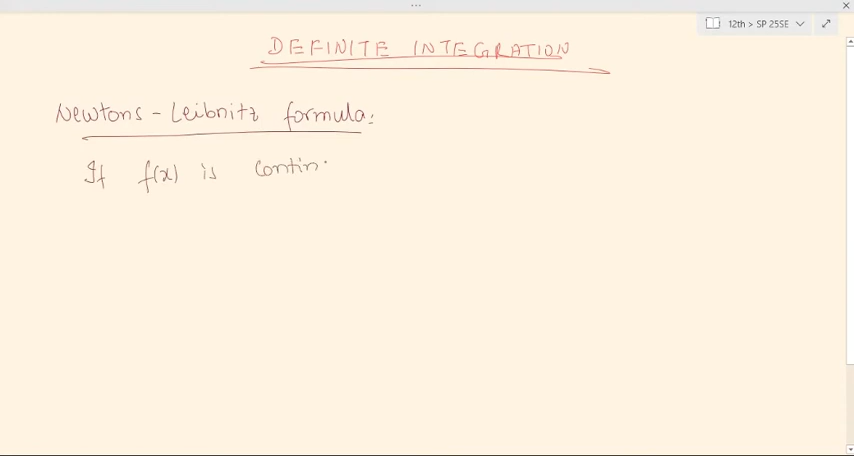 12th > SP 25SE
DEFINITE INTEGRATION
Newtons - Leibnitz formula:
If f(x) is contin